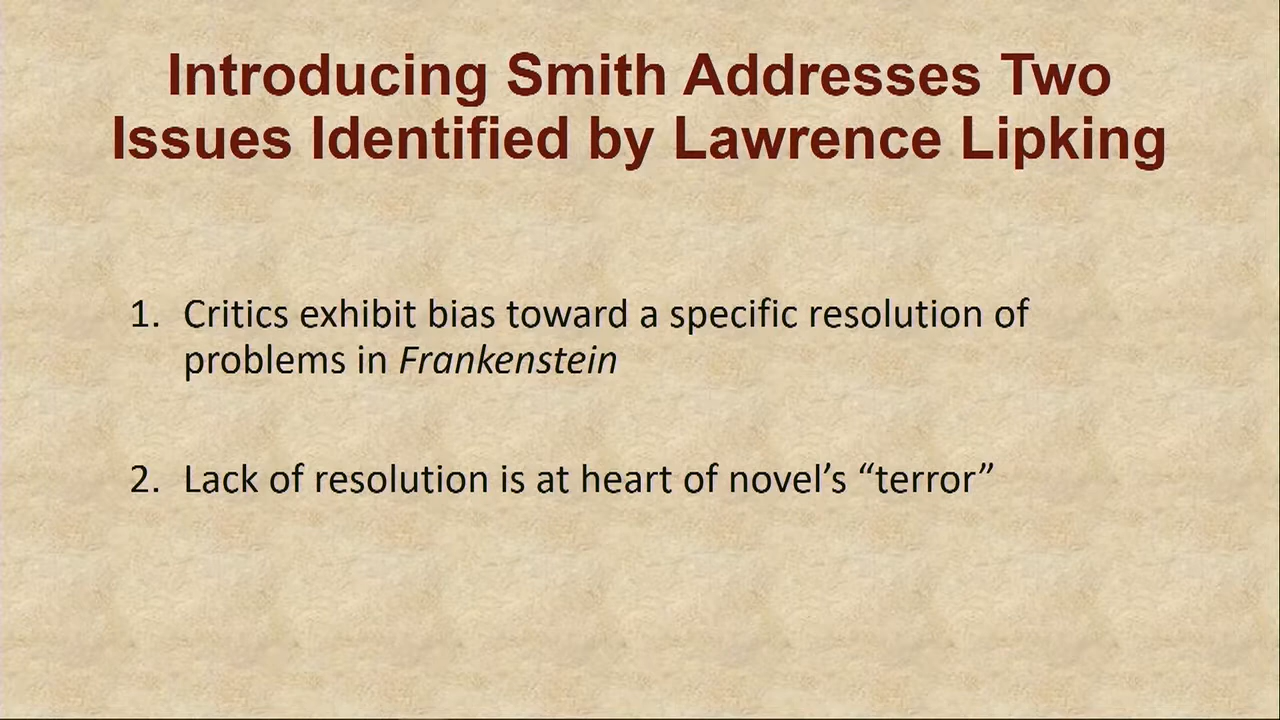 Introducing Smith Addresses Two
Issues Identified by Lawrence Lipking
1. Critics exhibit bias toward a specific resolution of
problems in Frankenstein
2. Lack of resolution is at heart of novel’s “terror”